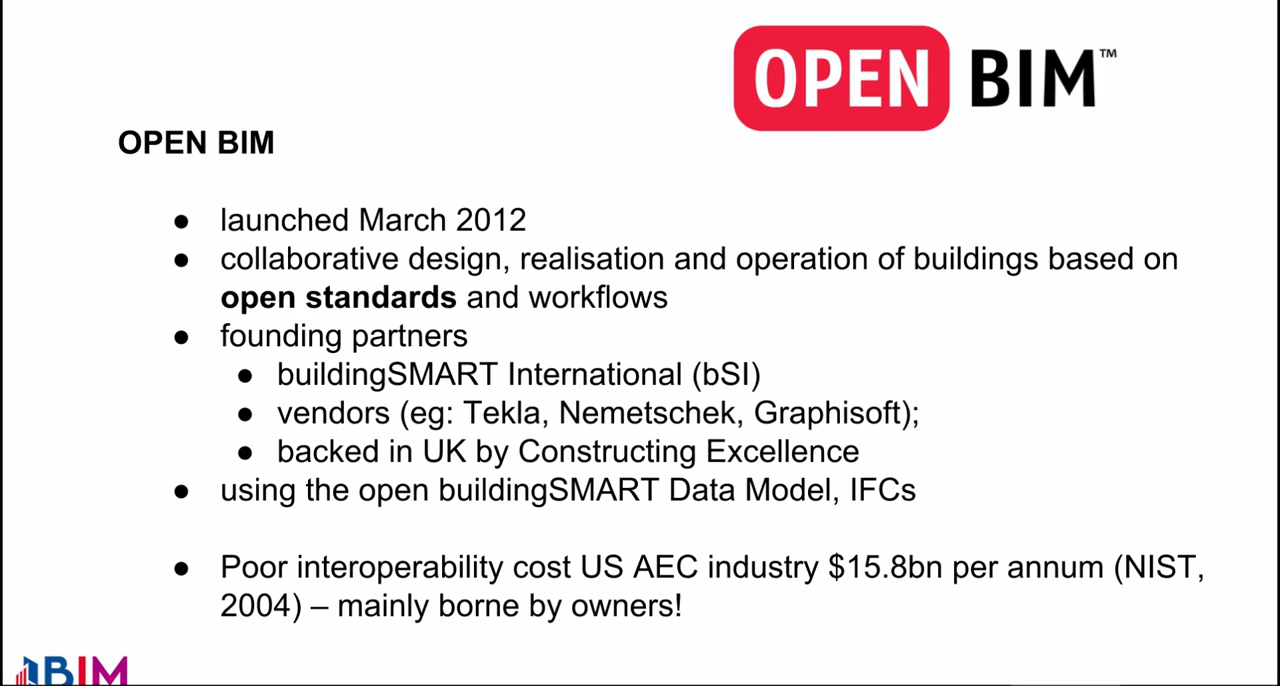 OPEN BIM™
OPEN BIM
● launched March 2012
● collaborative design, realisation and operation of buildings based on
open standards and workflows
● founding partners
● buildingSMART International (bSI)
● vendors (eg: Tekla, Nemetschek, Graphisoft);
● backed in UK by Constructing Excellence
● using the open buildingSMART Data Model, IFCs
● Poor interoperability cost US AEC industry $15.8bn per annum (NIST,
2004) – mainly borne by owners!
BIM